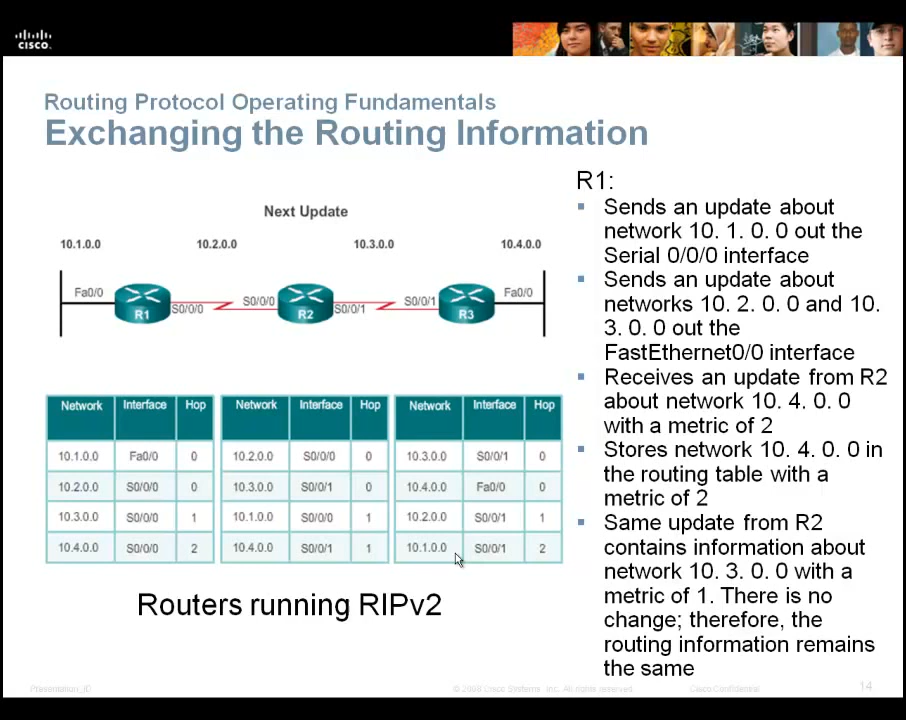 CISCO.
Routing Protocol Operating Fundamentals
Exchanging the Routing Information
Next Update
10.1.0.0 10.2.0.0 10.3.0.0 10.4.0.0
Fa0/0 R1 S0/0/0 S0/0/0 R2 S0/0/1 S0/0/1 R3 Fa0/0
Network Interface Hop Network Interface Hop Network Interface Hop
10.1.0.0 Fa0/0 0 10.2.0.0 S0/0/0 0 10.3.0.0 S0/0/1 0
10.2.0.0 S0/0/0 0 10.3.0.0 S0/0/1 0 10.4.0.0 Fa0/0 0
10.3.0.0 S0/0/0 1 10.1.0.0 S0/0/0 1 10.2.0.0 S0/0/1 1
10.4.0.0 S0/0/0 2 10.4.0.0 S0/0/1 1 10.1.0.0 S0/0/1 2
Routers running RIPv2
R1:
Sends an update about
network 10. 1. 0. 0 out the
Serial 0/0/0 interface
Sends an update about
networks 10. 2. 0. 0 and 10.
3. 0. 0 out the
FastEthernet0/0 interface
Receives an update from R2
about network 10. 4. 0. 0
with a metric of 2
Stores network 10. 4. 0. 0 in
the routing table with a
metric of 2
Same update from R2
contains information about
network 10. 3. 0. 0 with a
metric of 1. There is no
change; therefore, the
routing information remains
the same
Presentation_ID © 2008 Cisco Systems, Inc. All rights reserved. Cisco Confidential 14